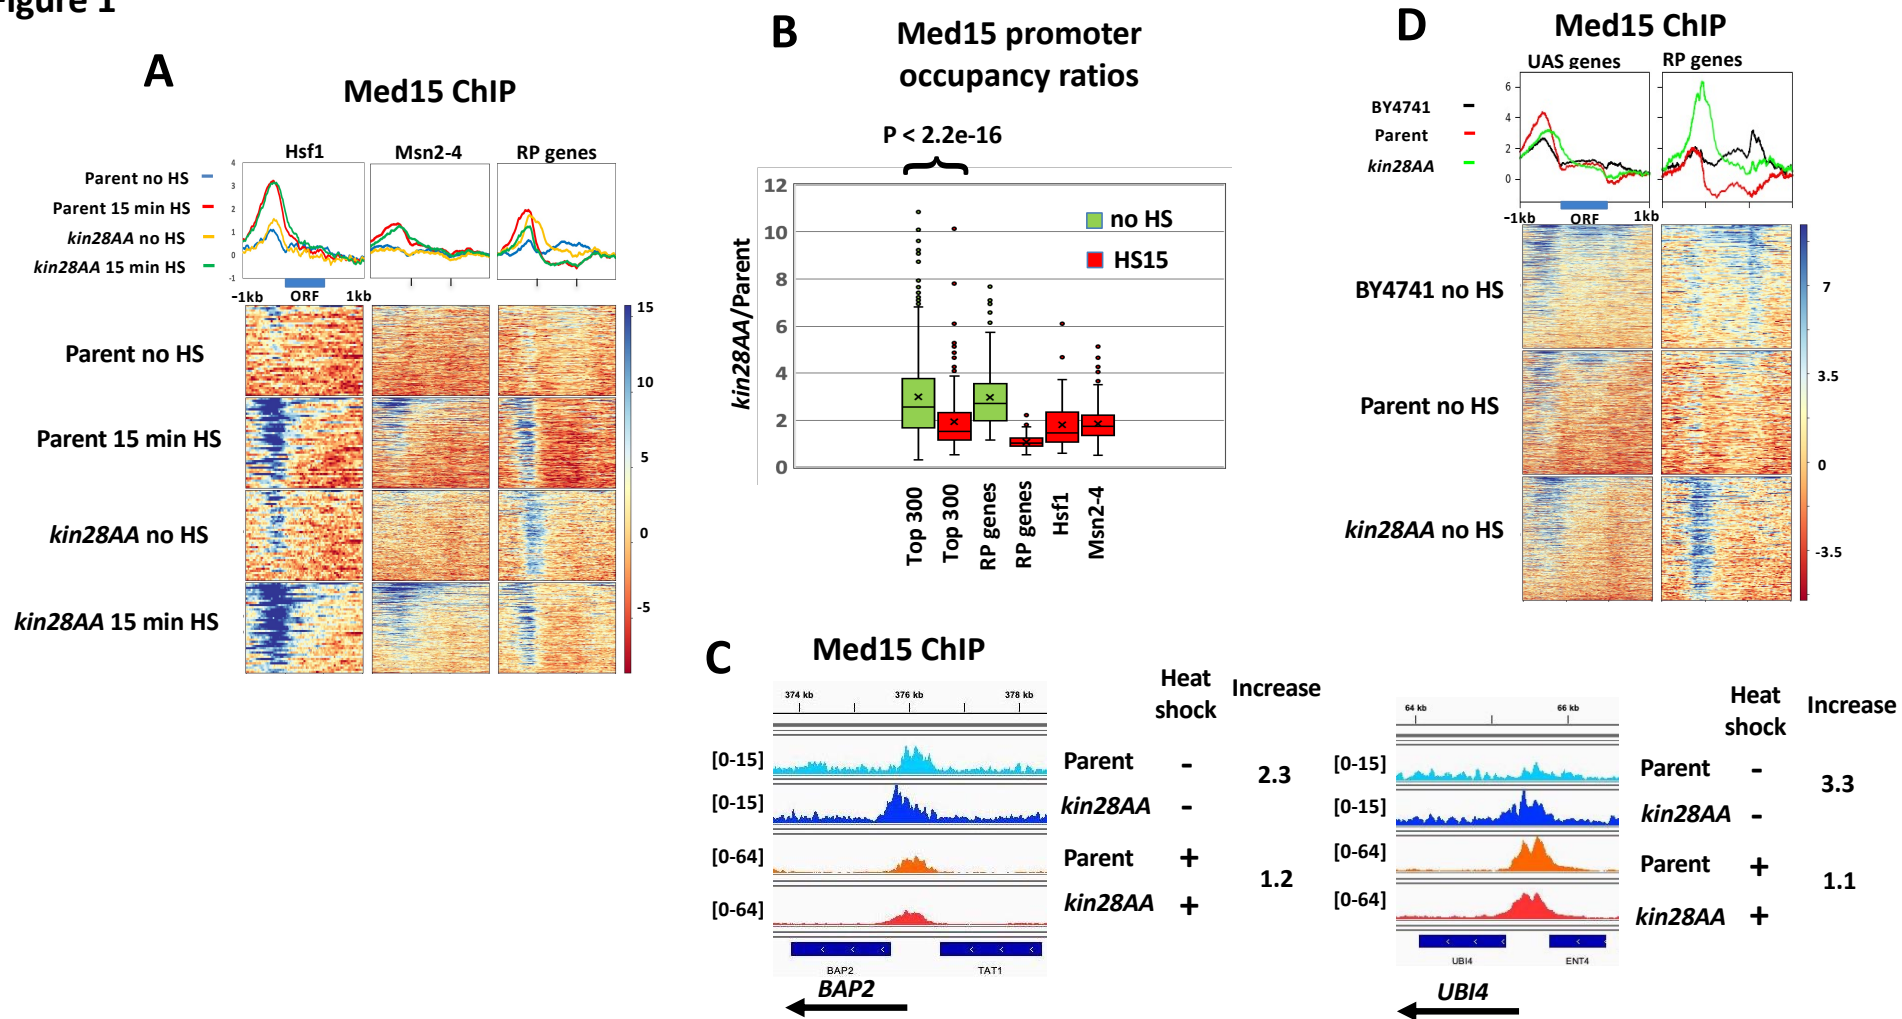 Figure 1
A
Med15 ChIP
Hsf1 Msn2-4 RP genes
Parent no HS
Parent 15 min HS
kin28AA no HS
kin28AA 15 min HS
4
3
2
1
0
-1
-1kb ORF 1kb
Parent no HS
Parent 15 min HS
kin28AA no HS
kin28AA 15 min HS
15
10
5
0
-5
B
Med15 promoter
occupancy ratios
P < 2.2e-16
kin28AA/Parent
12
10
8
6
4
2
0
no HS
HS15
Top 300
Top 300
RP genes
RP genes
Hsf1
Msn2-4
C
Med15 ChIP
Heat
shock
Increase
374 kb 376 kb 378 kb
[0-15] Parent -
2.3
[0-15] kin28AA -
[0-64] Parent +
1.2
[0-64] kin28AA +
BAP2 TAT1
BAP2
Heat
shock
Increase
64 kb 66 kb
[0-15] Parent -
3.3
[0-15] kin28AA -
[0-64] Parent +
1.1
[0-64] kin28AA +
UBI4 ENT4
UBI4
D
Med15 ChIP
UAS genes RP genes
BY4741
Parent
kin28AA
6
4
2
0
-1kb ORF 1kb
BY4741 no HS
Parent no HS
kin28AA no HS
7
3.5
0
-3.5